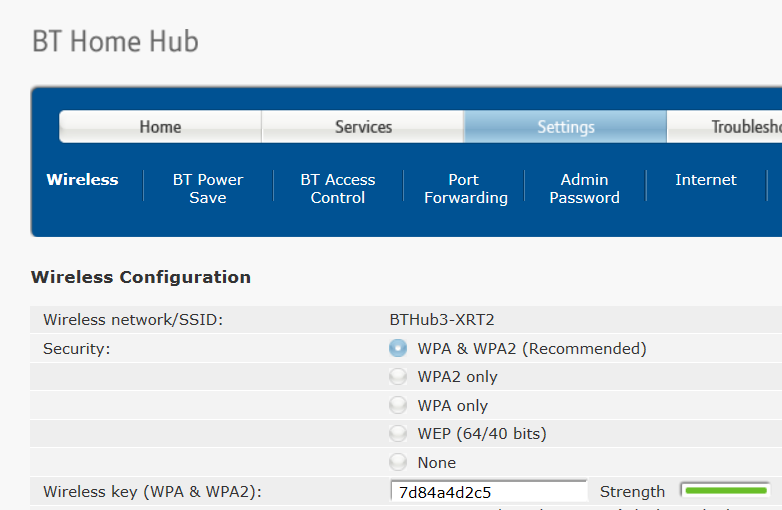 BT Home Hub
Home Services Settings
Wireless BT Power Save BT Access Control Port Forwarding Admin Password Internet
Wireless Configuration
Wireless network/SSID: BTHub3-XRT2
Security: WPA & WPA2 (Recommended)
WPA2 only
WPA only
WEP (64/40 bits)
None
Wireless key (WPA & WPA2): 7d84a4d2c5 Strength